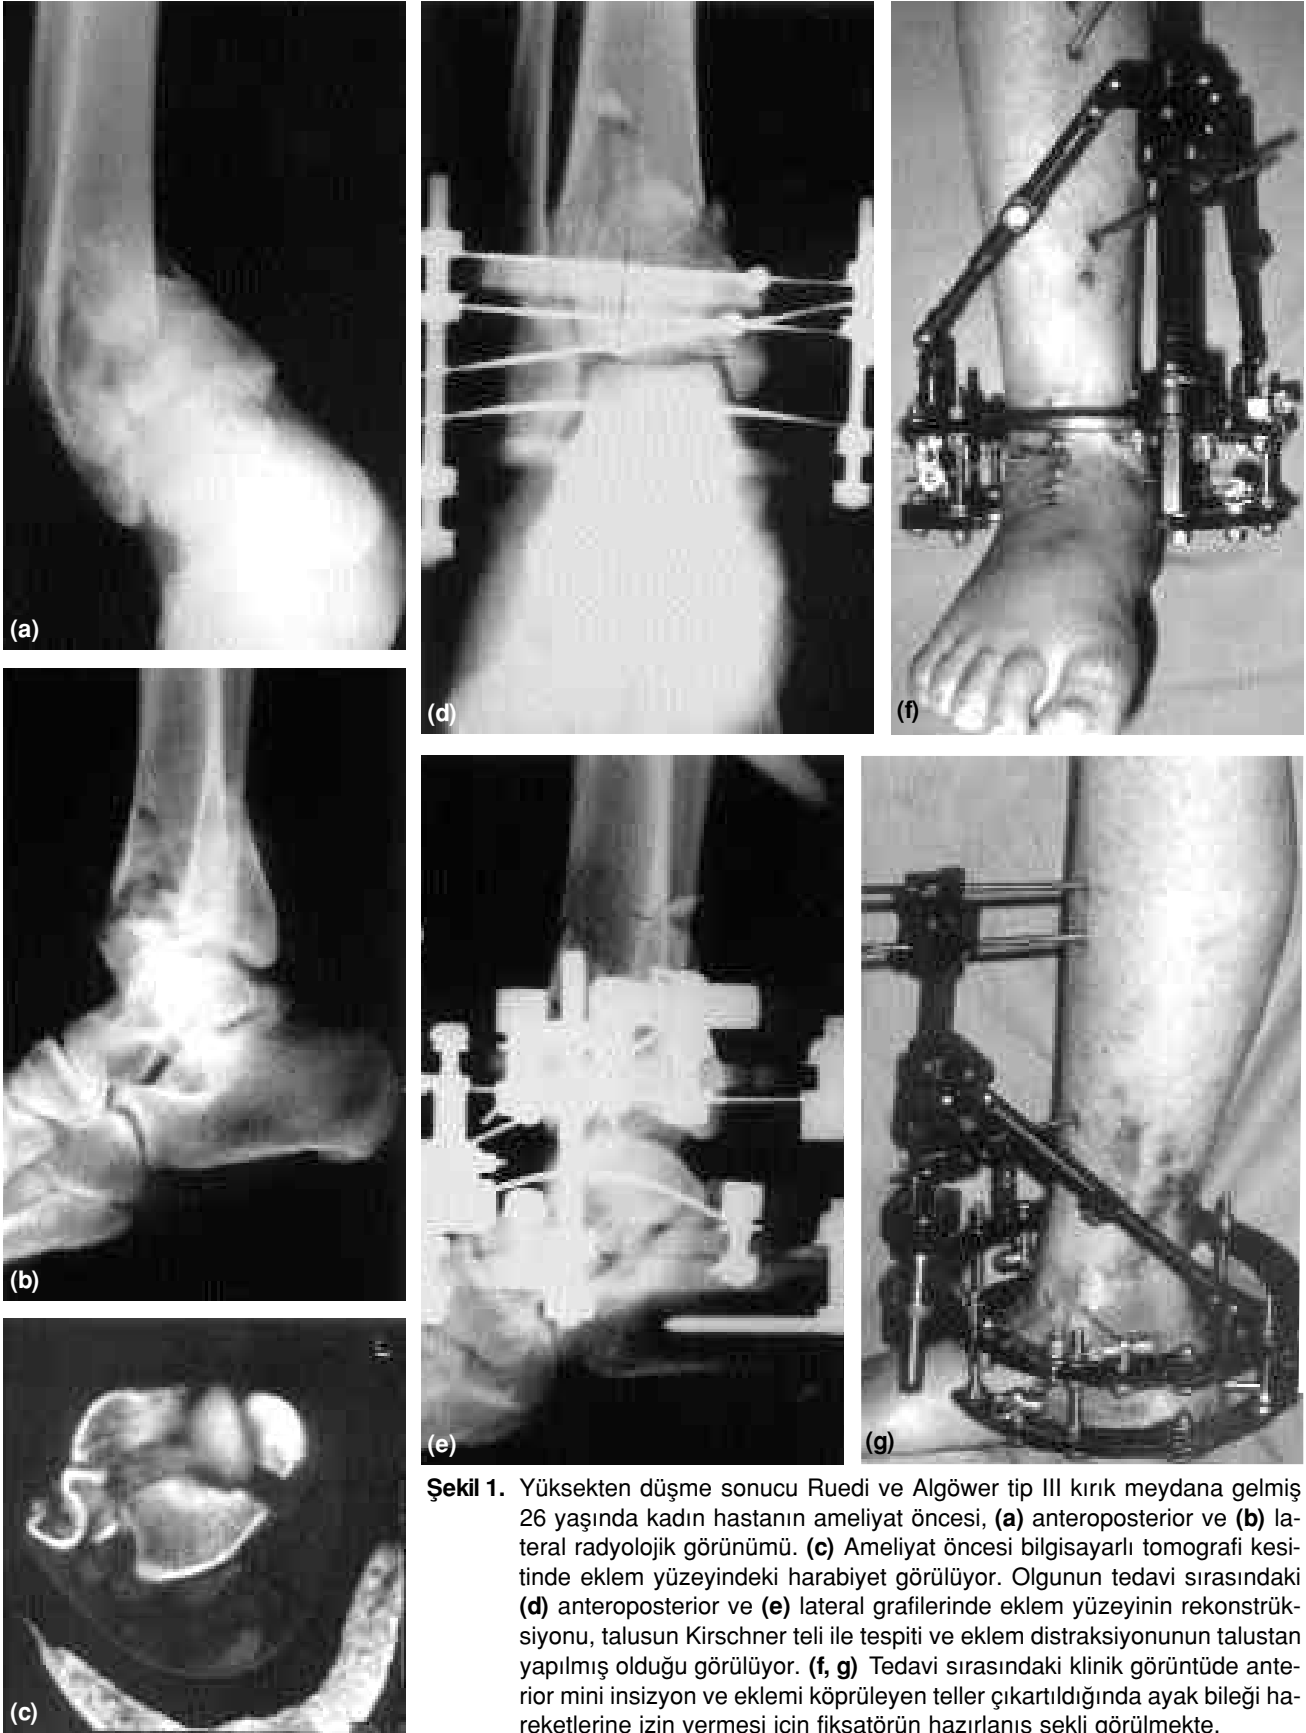 (a)
(b)
(c)
(d)
(e)
(f)
(g)
Şekil 1. Yüksekten düşme sonucu Ruedi ve Algöwer tip III kırık meydana gelmiş
26 yaşında kadın hastanın ameliyat öncesi, (a) anteroposterior ve (b) la-
teral radyolojik görünümü. (c) Ameliyat öncesi bilgisayarlı tomografi kesi-
tinde eklem yüzeyindeki harabiyet görülüyor. Olgunun tedavi sırasındaki
(d) anteroposterior ve (e) lateral grafilerinde eklem yüzeyinin rekonstrük-
siyonu, talusun Kirschner teli ile tespiti ve eklem distraksiyonunun talustan
yapılmış olduğu görülüyor. (f, g) Tedavi sırasındaki klinik görüntüde ante-
rior mini insizyon ve eklemi köprüleyen teller çıkartıldığında ayak bileği ha-
reketlerine izin vermesi için fiksatörün hazırlanış şekli görülmekte.